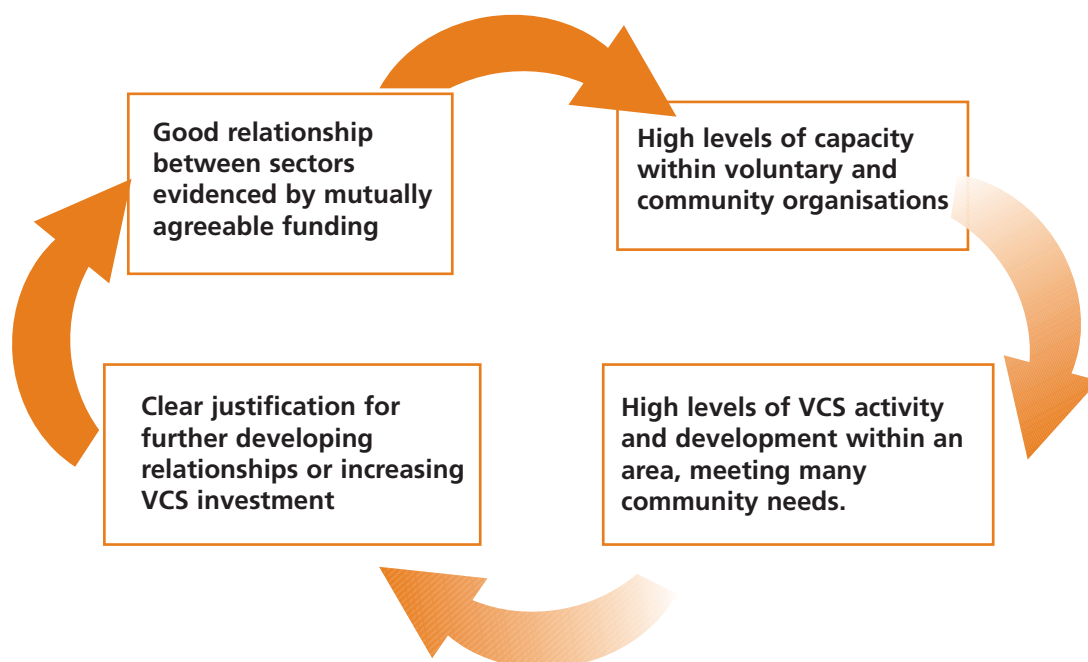 Good relationship
between sectors
evidenced by mutually
agreeable funding
High levels of capacity
within voluntary and
community organisations
Clear justification for
further developing
relationships or increasing
VCS investment
High levels of VCS activity
and development within an
area, meeting many
community needs.